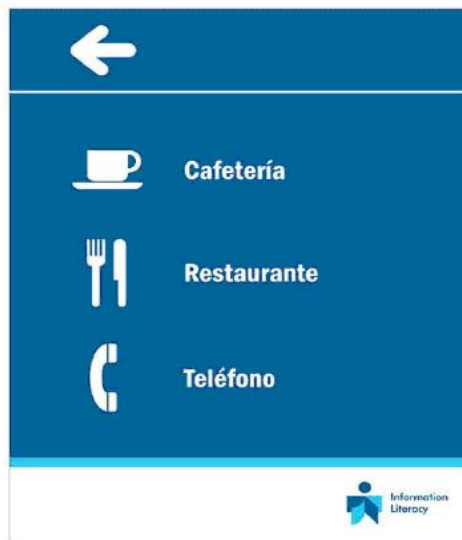 Cafetería
Restaurante
Teléfono
Information
Literacy